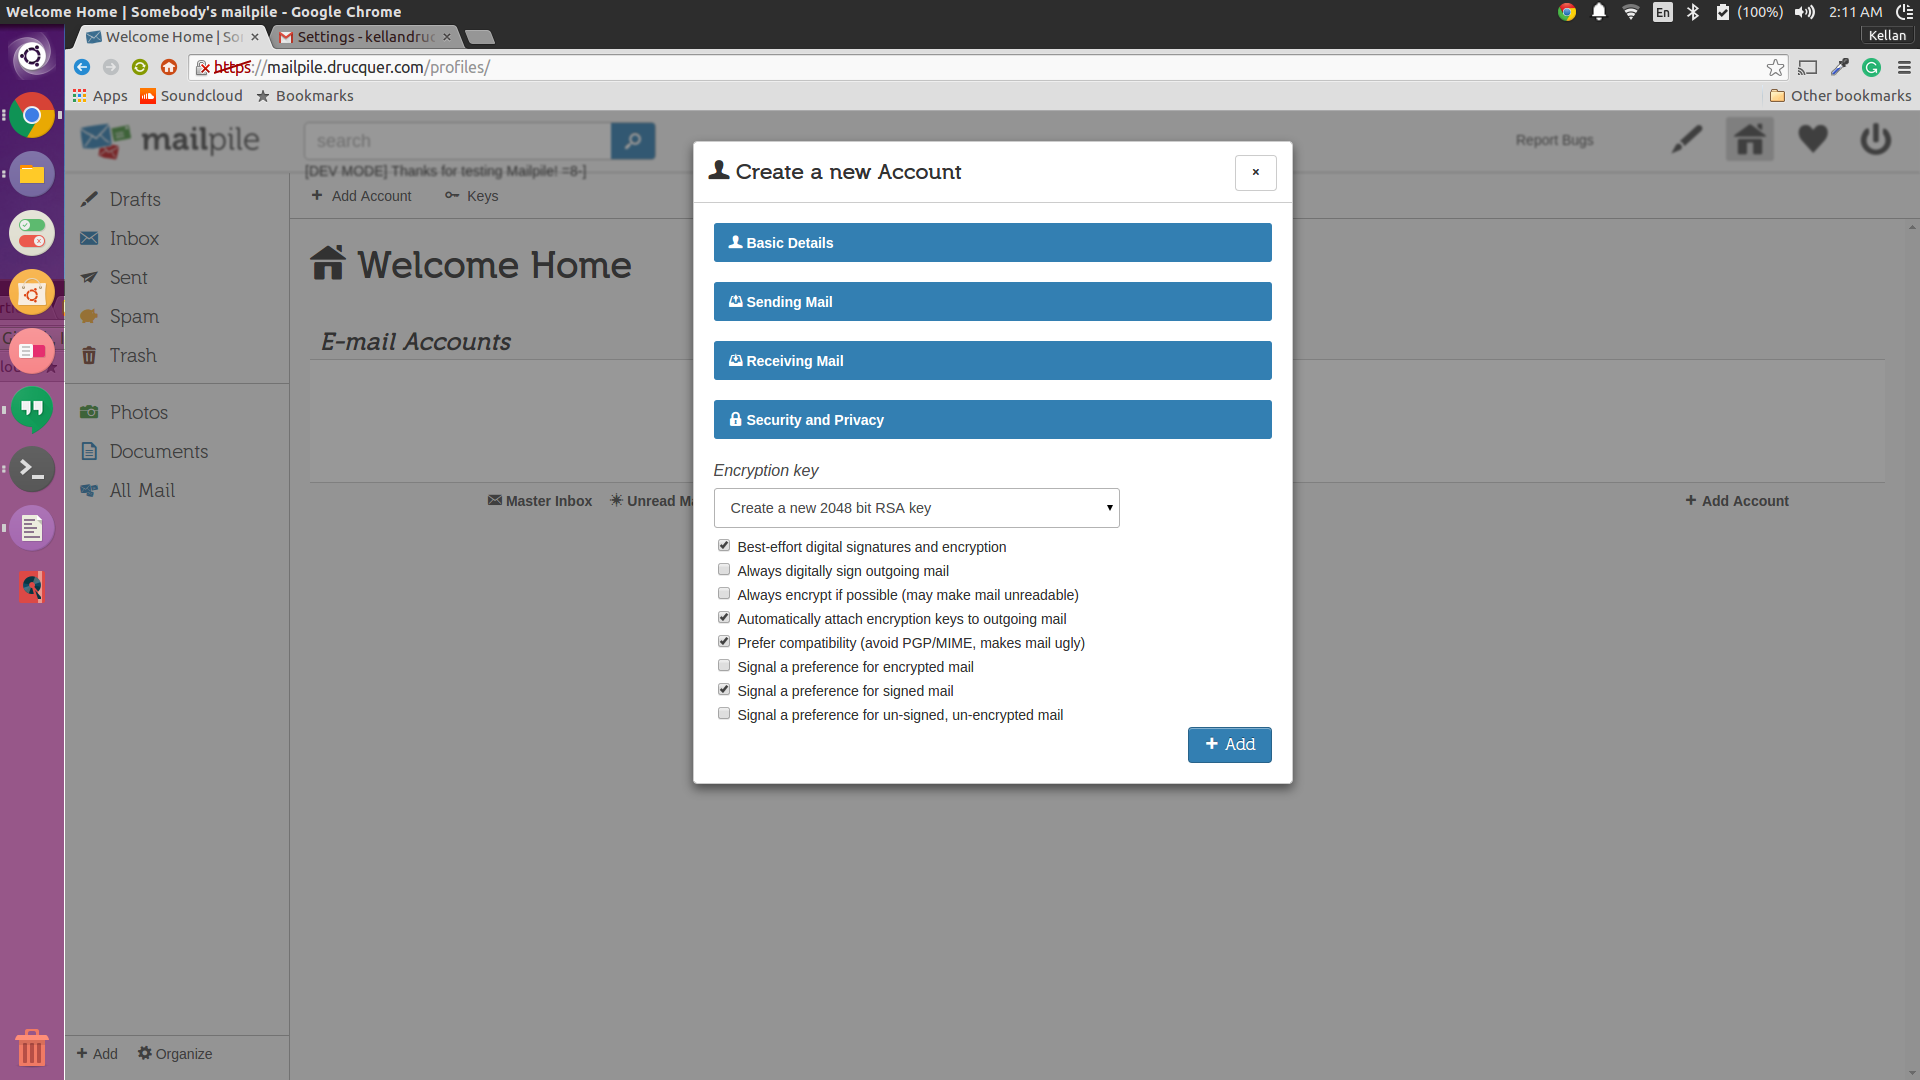 Welcome Home | Somebody's mailpile - Google Chrome
En
(100%)
2:11 AM
Kellan
Welcome Home | So
Settings - kellandruc
https://mailpile.drucquer.com/profiles/
Apps
Soundcloud
Bookmarks
Other bookmarks
mailpile
search
Report Bugs
[DEV MODE] Thanks for testing Mailpile! =8-]
Add Account
Keys
Drafts
Inbox
Sent
Spam
Trash
Photos
Documents
All Mail
Add
Organize
Welcome Home
E-mail Accounts
Master Inbox
Unread Ma
Add Account
Create a new Account
×
Basic Details
Sending Mail
Receiving Mail
Security and Privacy
Encryption key
Create a new 2048 bit RSA key
Best-effort digital signatures and encryption
Always digitally sign outgoing mail
Always encrypt if possible (may make mail unreadable)
Automatically attach encryption keys to outgoing mail
Prefer compatibility (avoid PGP/MIME, makes mail ugly)
Signal a preference for encrypted mail
Signal a preference for signed mail
Signal a preference for un-signed, un-encrypted mail
Add